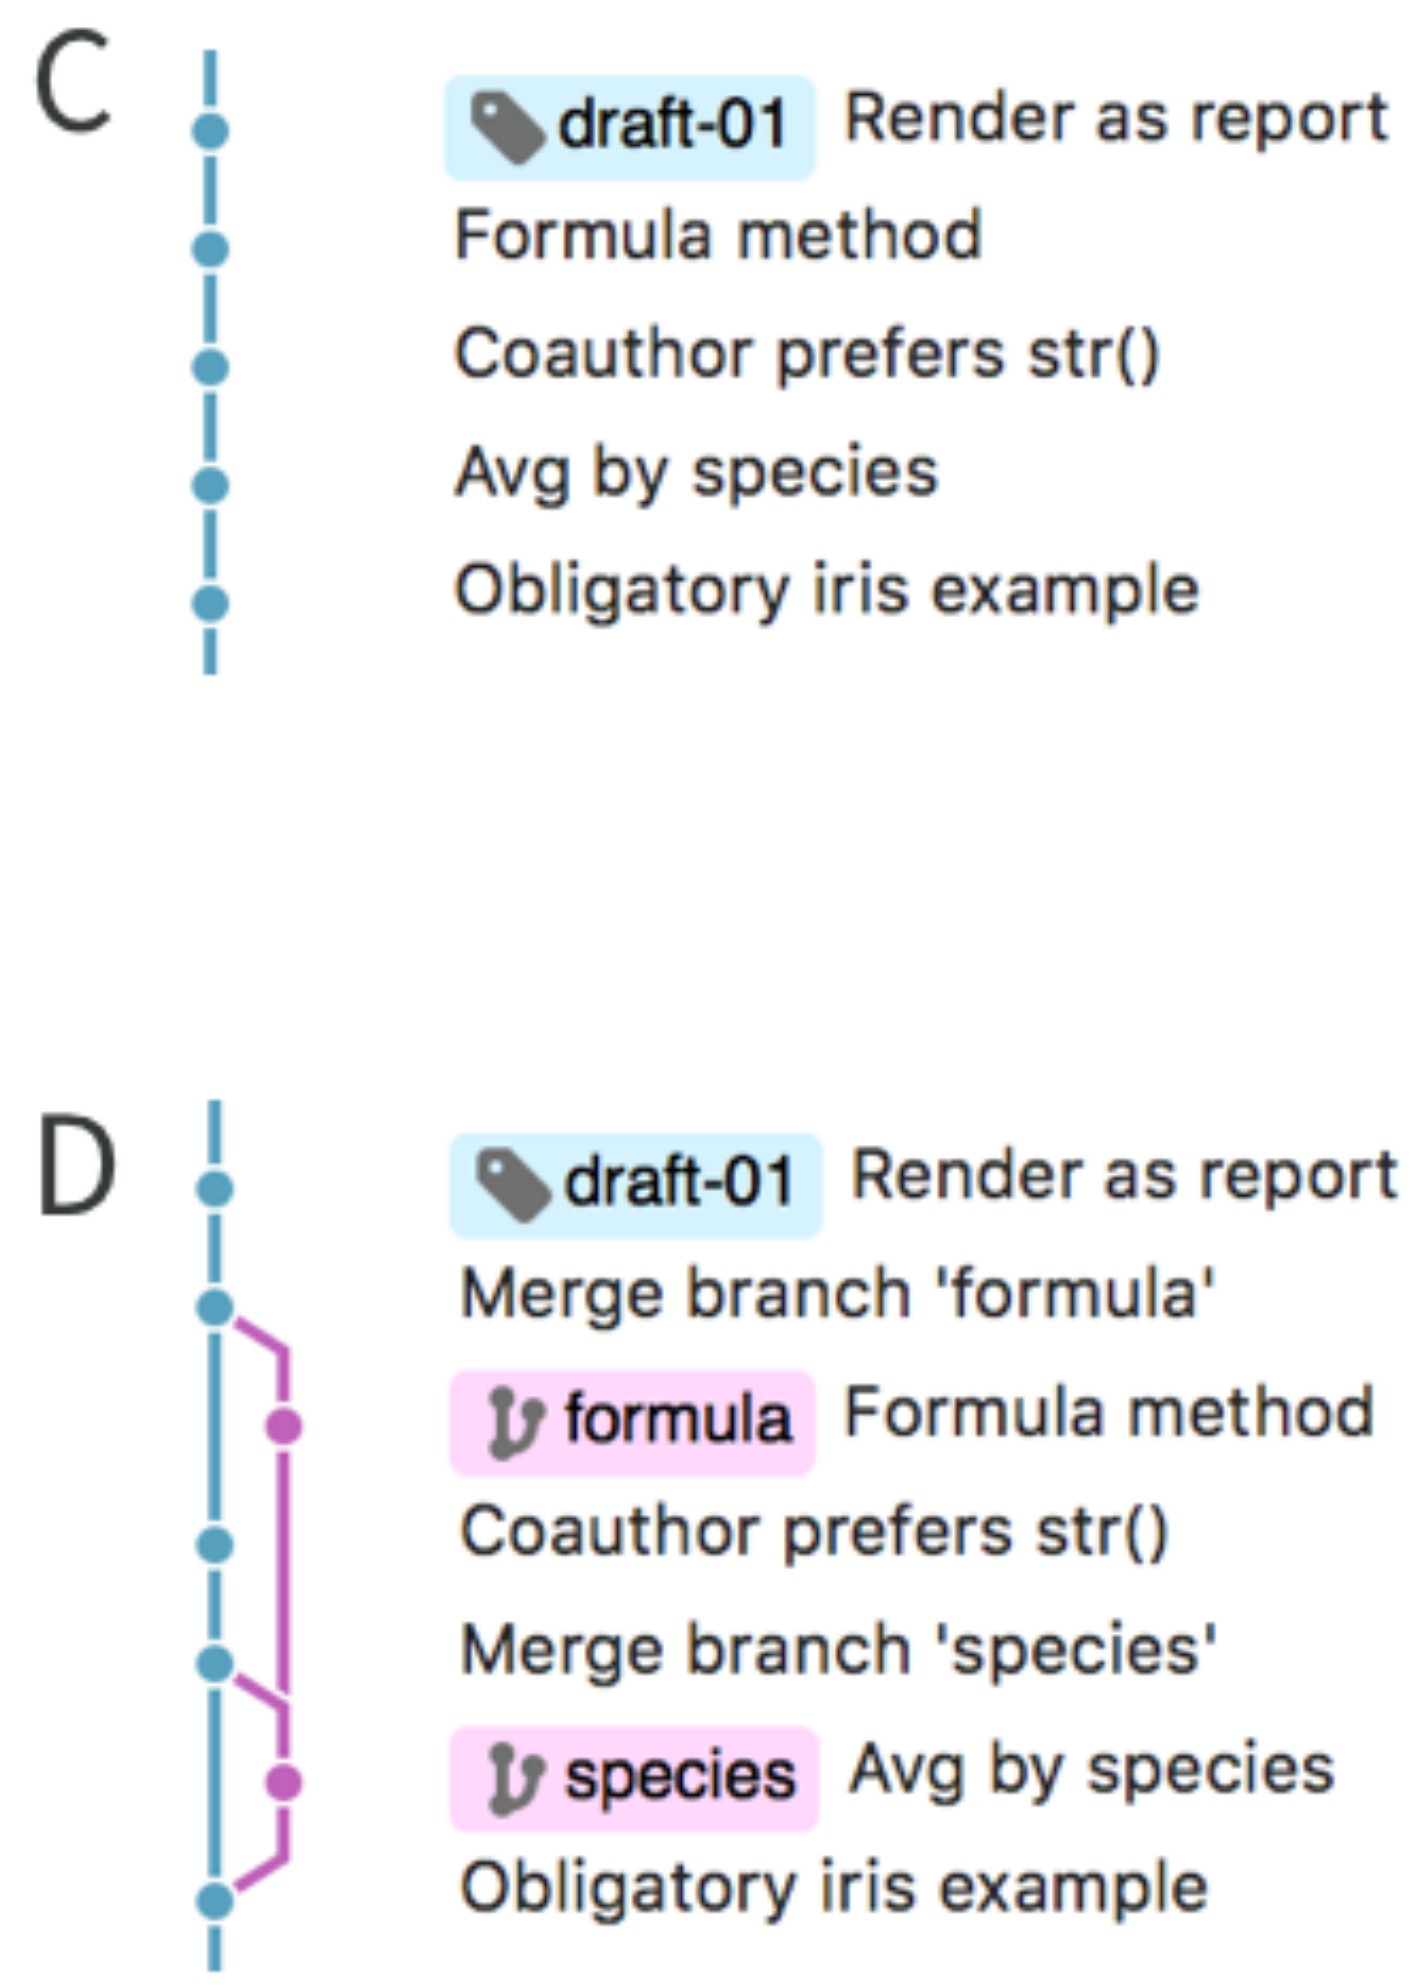 C
draft-01 Render as report
Formula method
Coauthor prefers str()
Avg by species
Obligatory iris example
D
draft-01 Render as report
Merge branch 'formula'
formula Formula method
Coauthor prefers str()
Merge branch 'species'
species Avg by species
Obligatory iris example